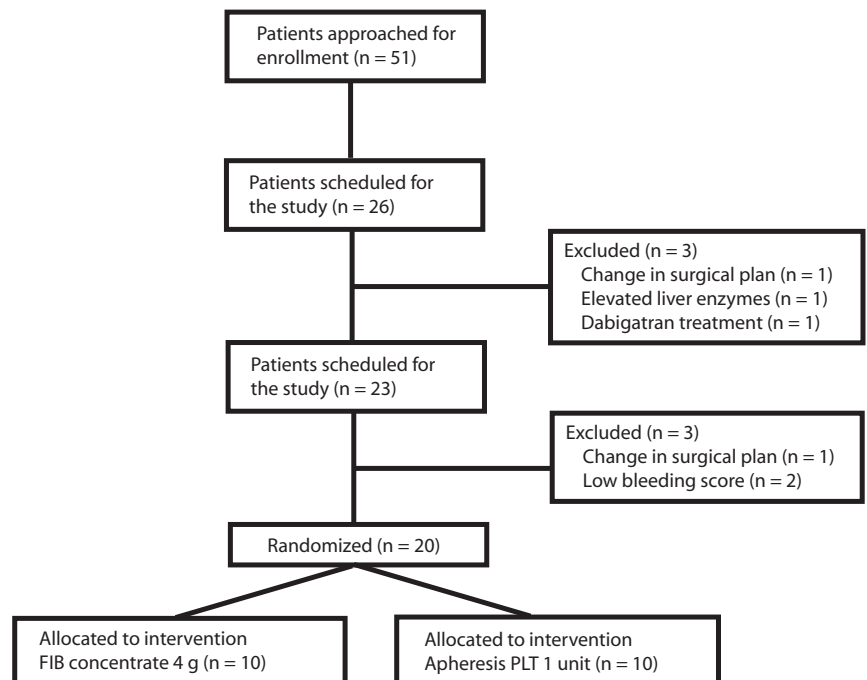 Patients approached for
enrollment (n = 51)
Patients scheduled for
the study (n = 26)
Excluded (n = 3)
Change in surgical plan (n = 1)
Elevated liver enzymes (n = 1)
Dabigatran treatment (n = 1)
Patients scheduled for
the study (n = 23)
Excluded (n = 3)
Change in surgical plan (n = 1)
Low bleeding score (n = 2)
Randomized (n = 20)
Allocated to intervention
FIB concentrate 4 g (n = 10)
Allocated to intervention
Apheresis PLT 1 unit (n = 10)